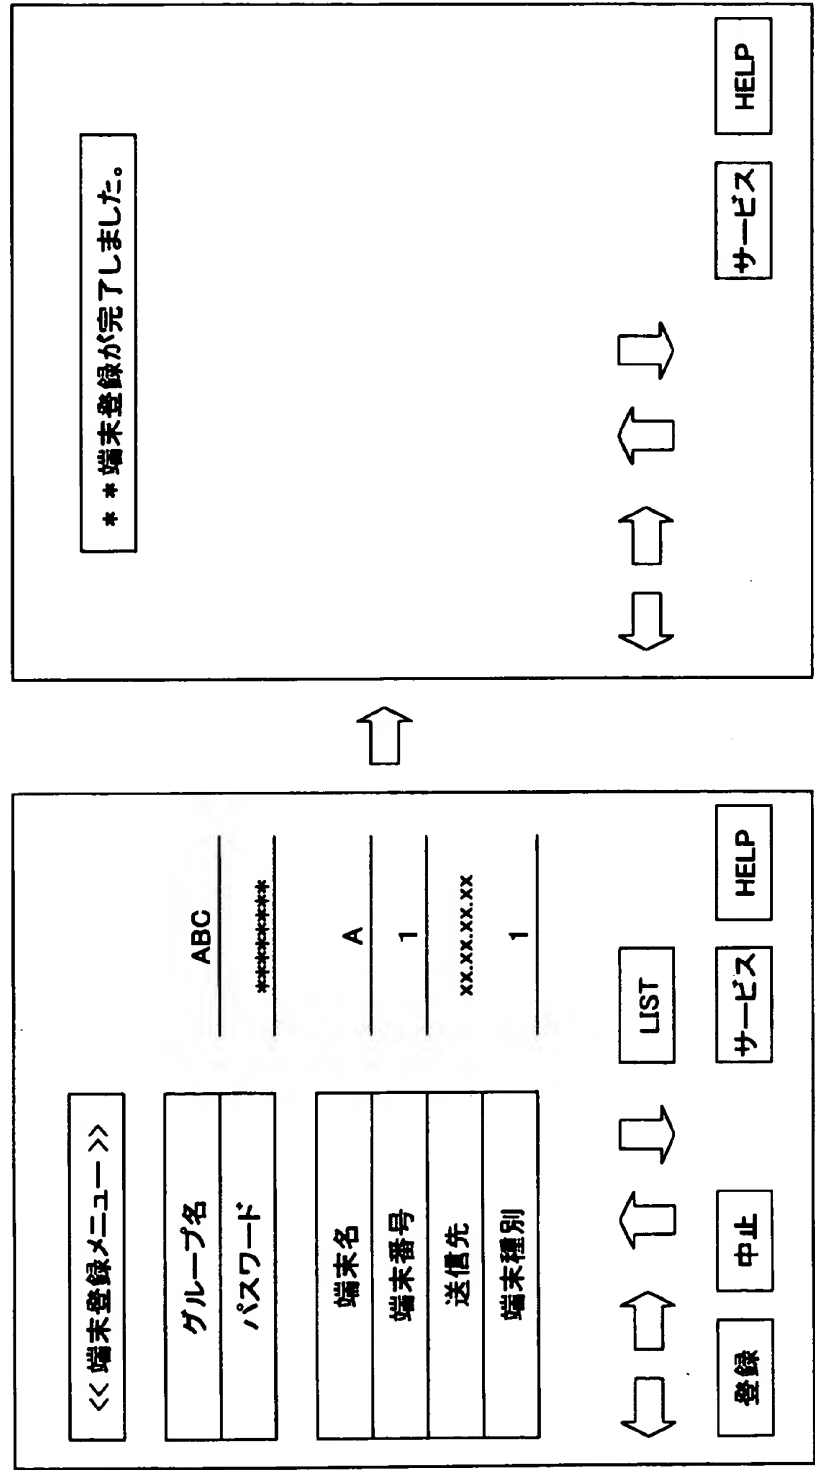 << 端末登録メニュー >>
グループ名 ABC
パスワード ********
端末名 A
端末番号 1
送信先 xx.xx.xx.xx
端末種別 1
LIST
登録 中止 サービス HELP
**端末登録が完了しました。
サービス HELP